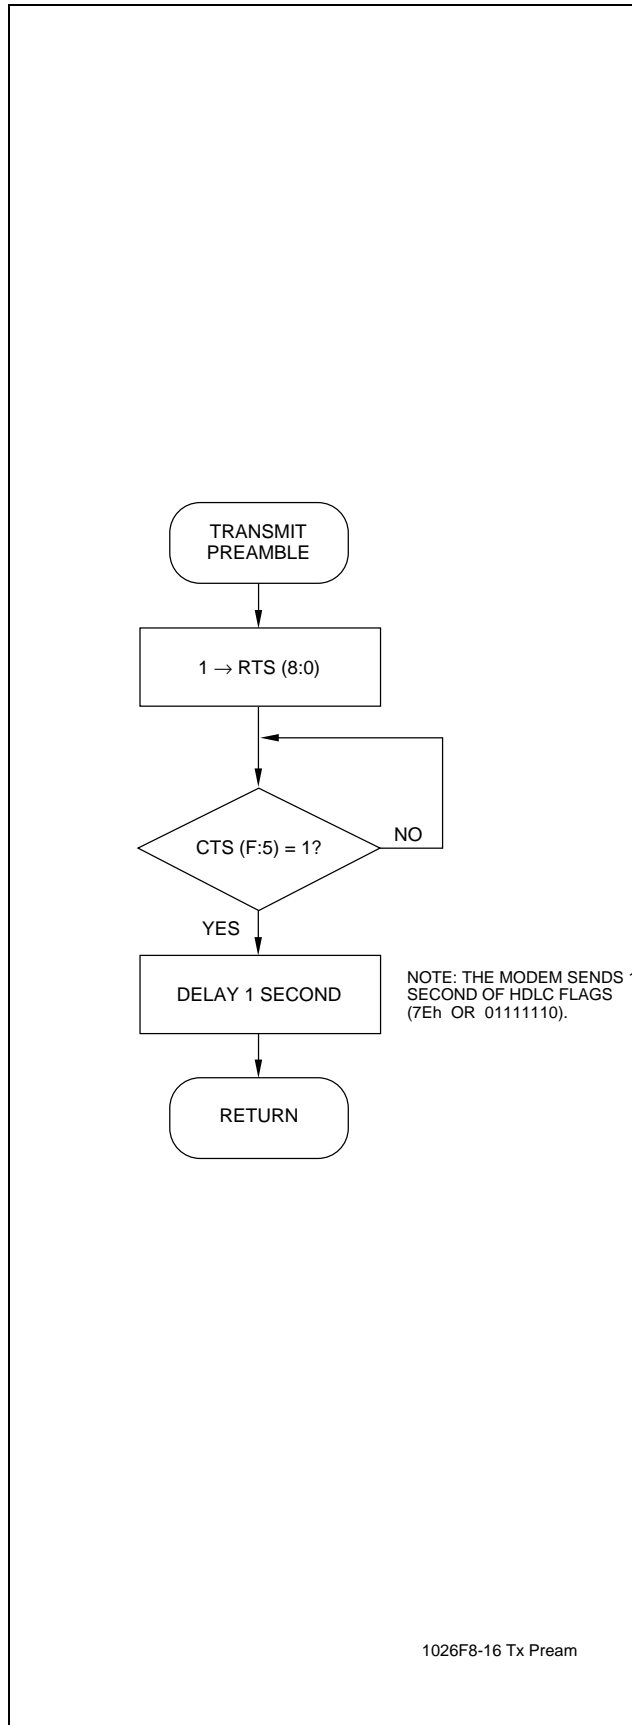 TRANSMIT
PREAMBLE
1 → RTS (8:0)
CTS (F:5) = 1?
NO
YES
DELAY 1 SECOND
NOTE: THE MODEM SENDS 1
SECOND OF HDLC FLAGS
(7Eh OR 01111110).
RETURN
1026F8-16 Tx Pream